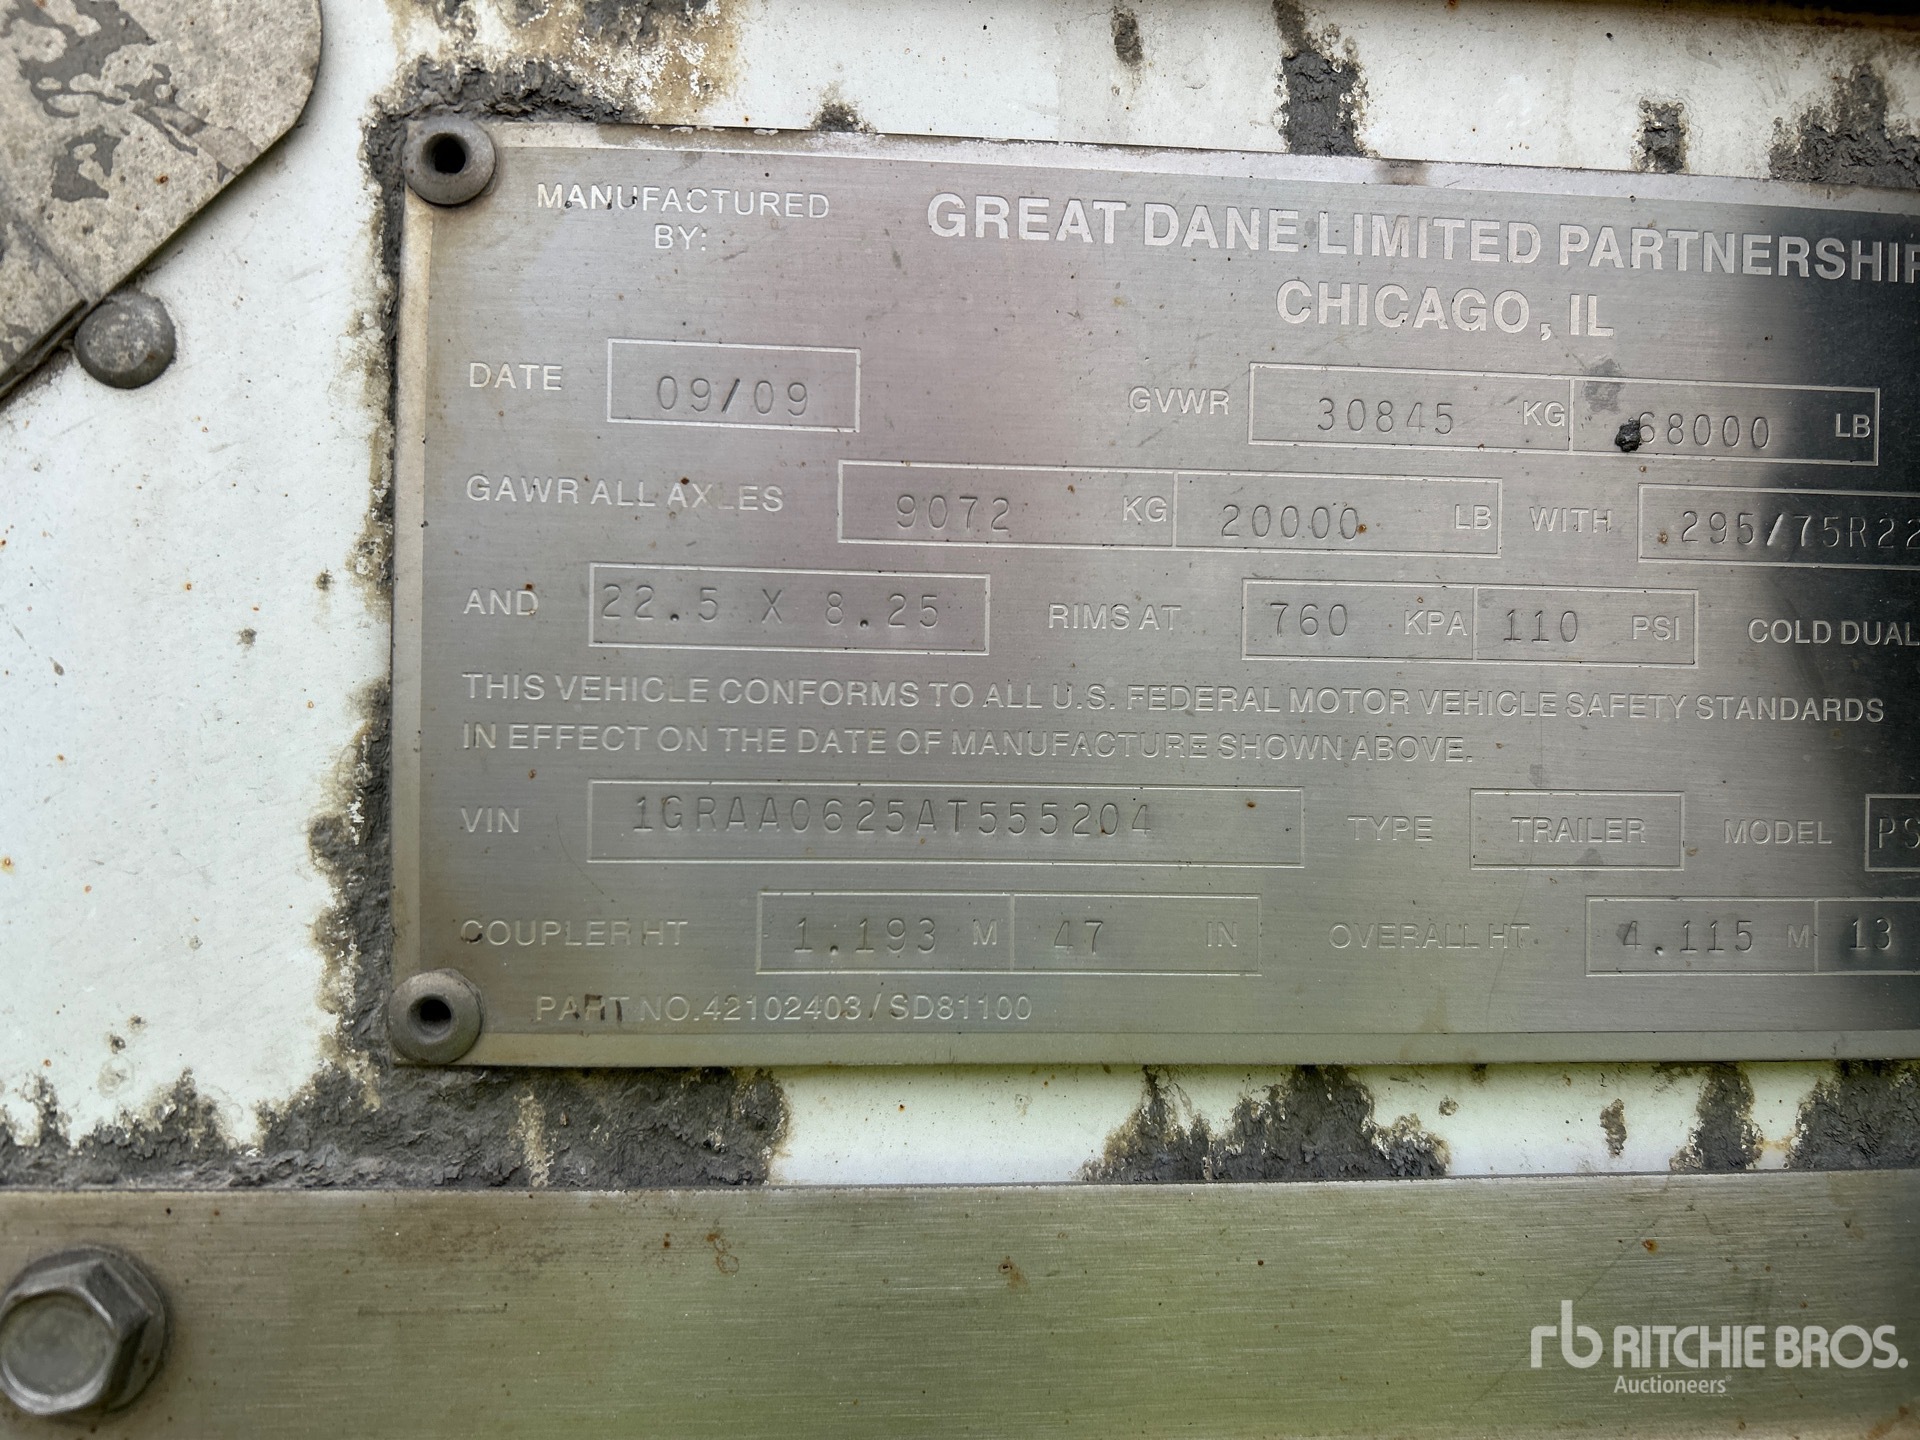 MANUFACTURED BY: GREAT DANE LIMITED PARTNERSHIP
CHICAGO, IL
DATE 09/09 GVWR 30845 KG 68000 LB
GAWR ALL AXLES 9072 KG 20000 LB WITH 295/75R22
AND 22.5 X 8.25 RIMS AT 760 KPA 110 PSI COLD DUAL
THIS VEHICLE CONFORMS TO ALL U.S. FEDERAL MOTOR VEHICLE SAFETY STANDARDS
IN EFFECT ON THE DATE OF MANUFACTURE SHOWN ABOVE.
VIN 1GRAA0625AT555204 TYPE TRAILER MODEL PS
COUPLER HT 1.193 M 47 IN OVERALL HT 4.115 M 13
PART NO. 42102403 / SD81100
rb RITCHIE BROS.
Auctioneers